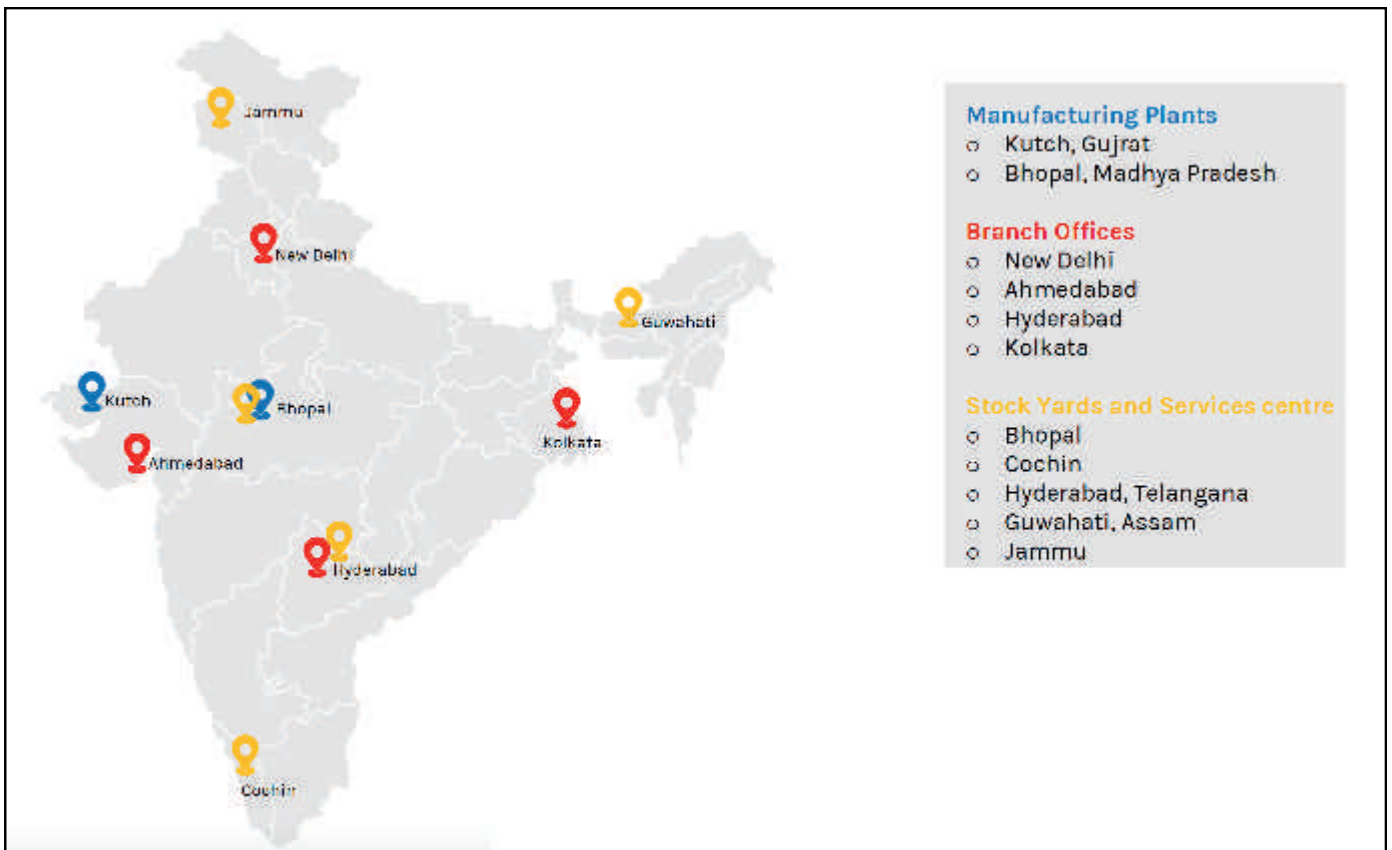 Jammu
New Delhi
Guwahati
Kutch
Bhopal
Kolkata
Ahmedabad
Hyderabad
Cochin
Manufacturing Plants
o Kutch, Gujrat
o Bhopal, Madhya Pradesh
Branch Offices
o New Delhi
o Ahmedabad
o Hyderabad
o Kolkata
Stock Yards and Services centre
o Bhopal
o Cochin
o Hyderabad, Telangana
o Guwahati, Assam
o Jammu